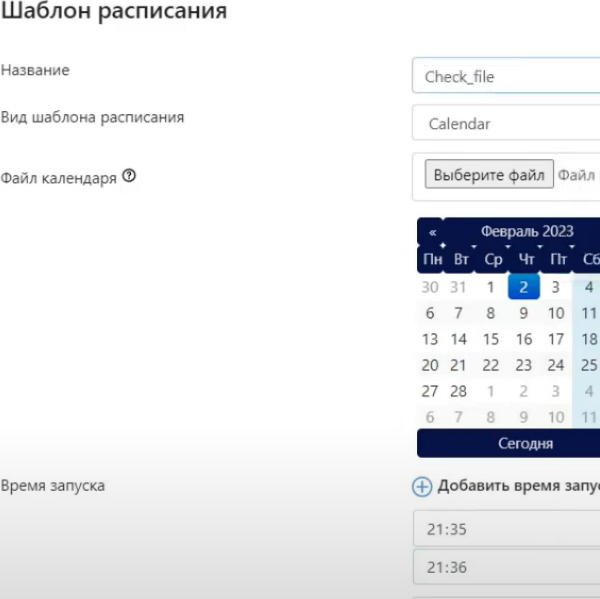 Шаблон расписания
Название
Check_file
Вид шаблона расписания
Calendar
Файл календаря ?
Выберите файл Файл
« Февраль 2023
Пн Вт Ср Чт Пт Сб
30 31 1 2 3 4
6 7 8 9 10 11
13 14 15 16 17 18
20 21 22 23 24 25
27 28 1 2 3 4
6 7 8 9 10 11
Сегодня
Время запуска
Добавить время запу
21:35
21:36